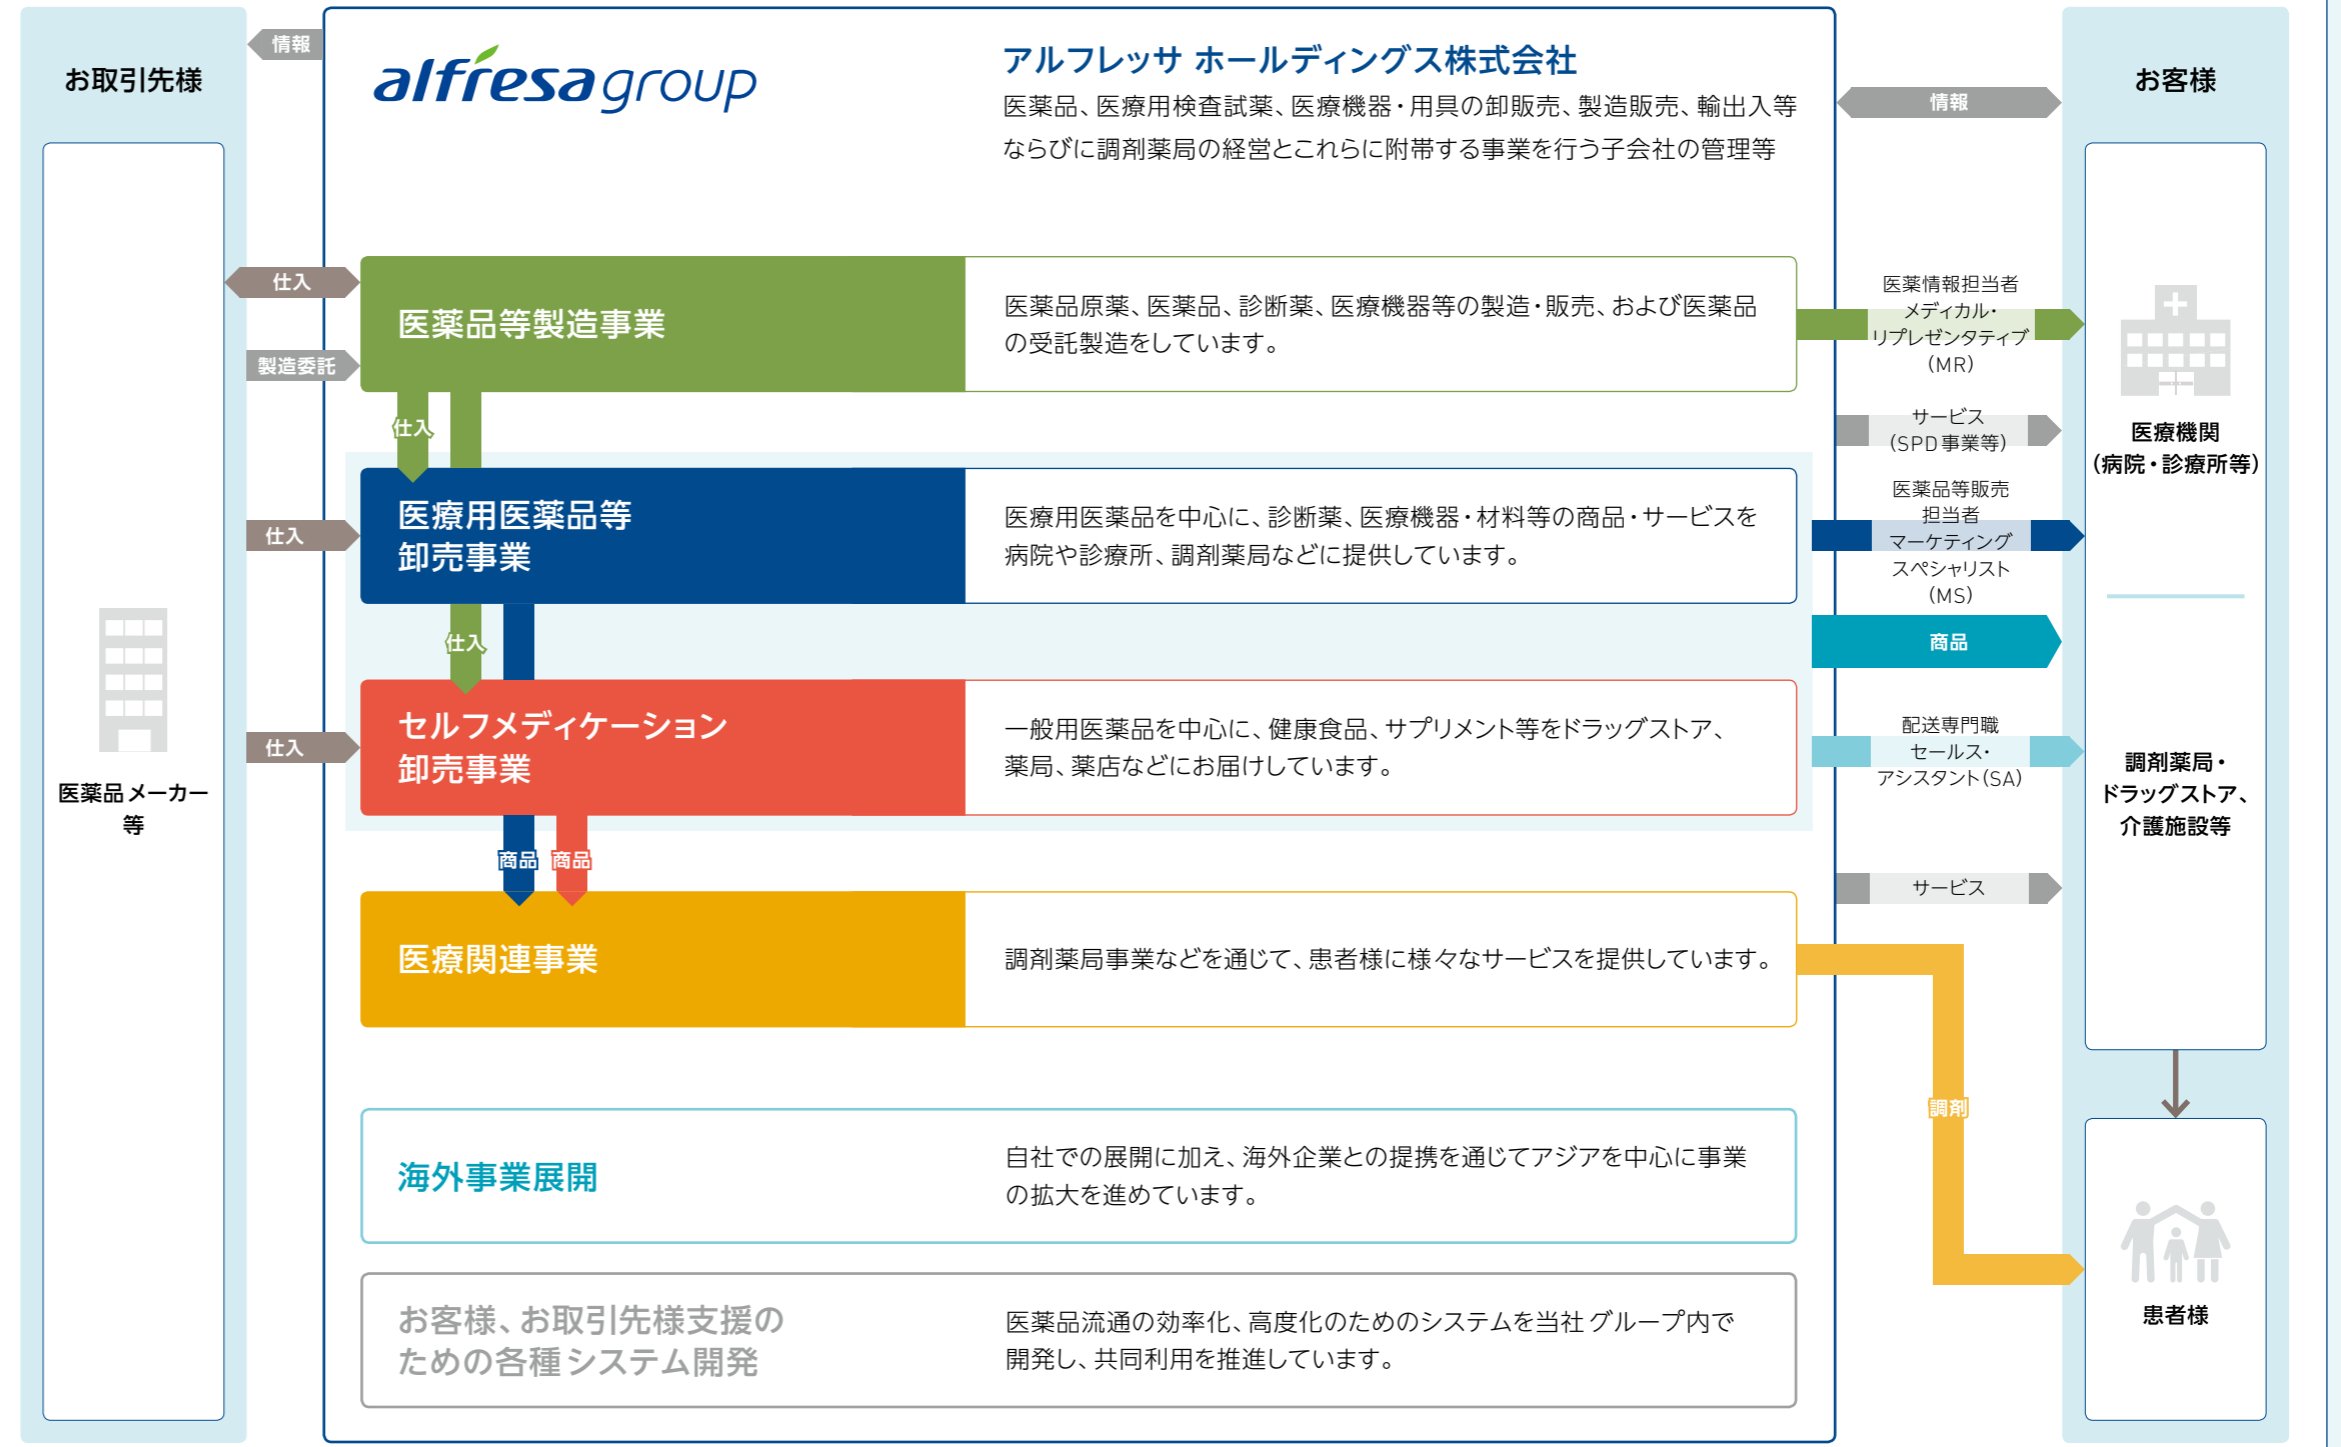 お取引先様
医薬品メーカー
等
情報
仕入
製造委託
仕入
仕入
alfresa group
アルフレッサ ホールディングス株式会社
医薬品、医療用検査試薬、医療機器・用具の卸販売、製造販売、輸出入等
ならびに調剤薬局の経営とこれらに附帯する事業を行う子会社の管理等
医薬品等製造事業
医薬品原薬、医薬品、診断薬、医療機器等の製造・販売、および医薬品
の受託製造をしています。
仕入
医療用医薬品等
卸売事業
医療用医薬品を中心に、診断薬、医療機器・材料等の商品・サービスを
病院や診療所、調剤薬局などに提供しています。
仕入
セルフメディケーション
卸売事業
一般用医薬品を中心に、健康食品、サプリメント等をドラッグストア、
薬局、薬店などにお届けしています。
商品
商品
医療関連事業
調剤薬局事業などを通じて、患者様に様々なサービスを提供しています。
海外事業展開
自社での展開に加え、海外企業との提携を通じてアジアを中心に事業
の拡大を進めています。
お客様、お取引先様支援の
ための各種システム開発
医薬品流通の効率化、高度化のためのシステムを当社グループ内で
開発し、共同利用を推進しています。
情報
医薬情報担当者
メディカル・
リプレゼンタティブ
（MR）
サービス
（SPD事業等）
医薬品等販売
担当者
マーケティング
スペシャリスト
（MS）
商品
配送専門職
セールス・
アシスタント（SA）
サービス
調剤
お客様
医療機関
（病院・診療所等）
調剤薬局・
ドラッグストア、
介護施設等
患者様